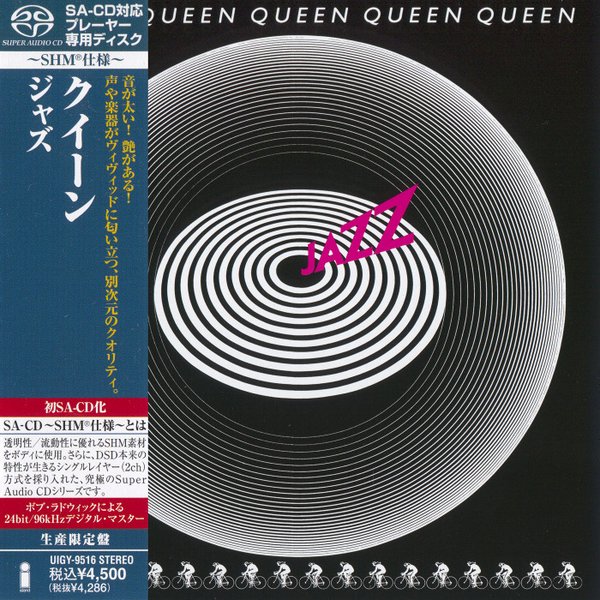 SUPER AUDIO CD
SA-CD対応
プレーヤー
専用ディスク
～SHM®仕様～
クイーン
ジャズ
音が太い! 艶がある!
声や楽器がヴィヴィッドに匂い立つ、別次元のクオリティ。
初SA-CD化
SA-CD～SHM®仕様～とは
透明性／流動性に優れるSHM素材
をボディに使用。さらに、DSD本来の
特性が生きるシングルレイヤー(2ch)
方式を採り入れた、究極のSuper
Audio CDシリーズです。
ボブ・ラドウィックによる
24bit/96kHzデジタル・マスター
生産限定盤
UIGY-9516 STEREO
税込¥4,500
(税抜¥4,286)
QUEEN QUEEN QUEEN QUEEN
JAZZ